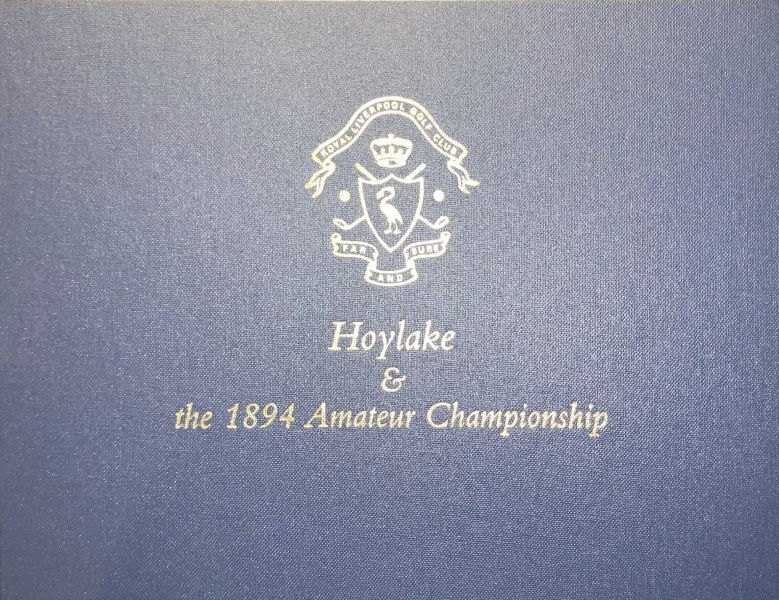 ROYAL LIVERPOOL GOLF CLUB
FAR AND SURE
Hoylake
&
the 1894 Amateur Championship